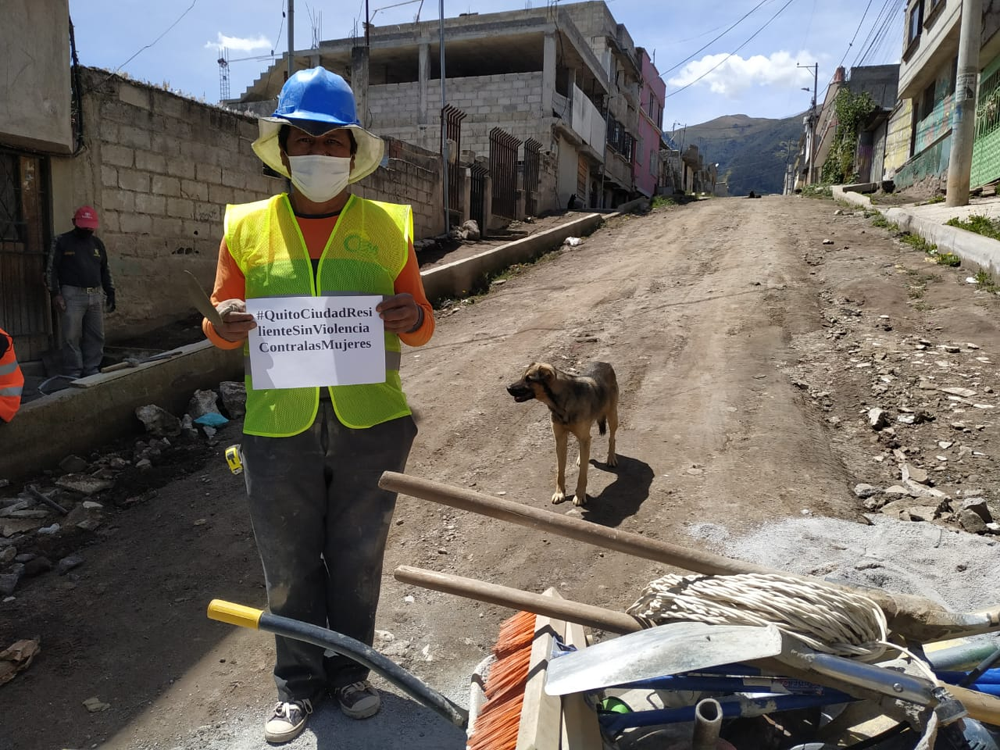 #QuitoCiudadResi
lienteSinViolencia
ContralasMujeres